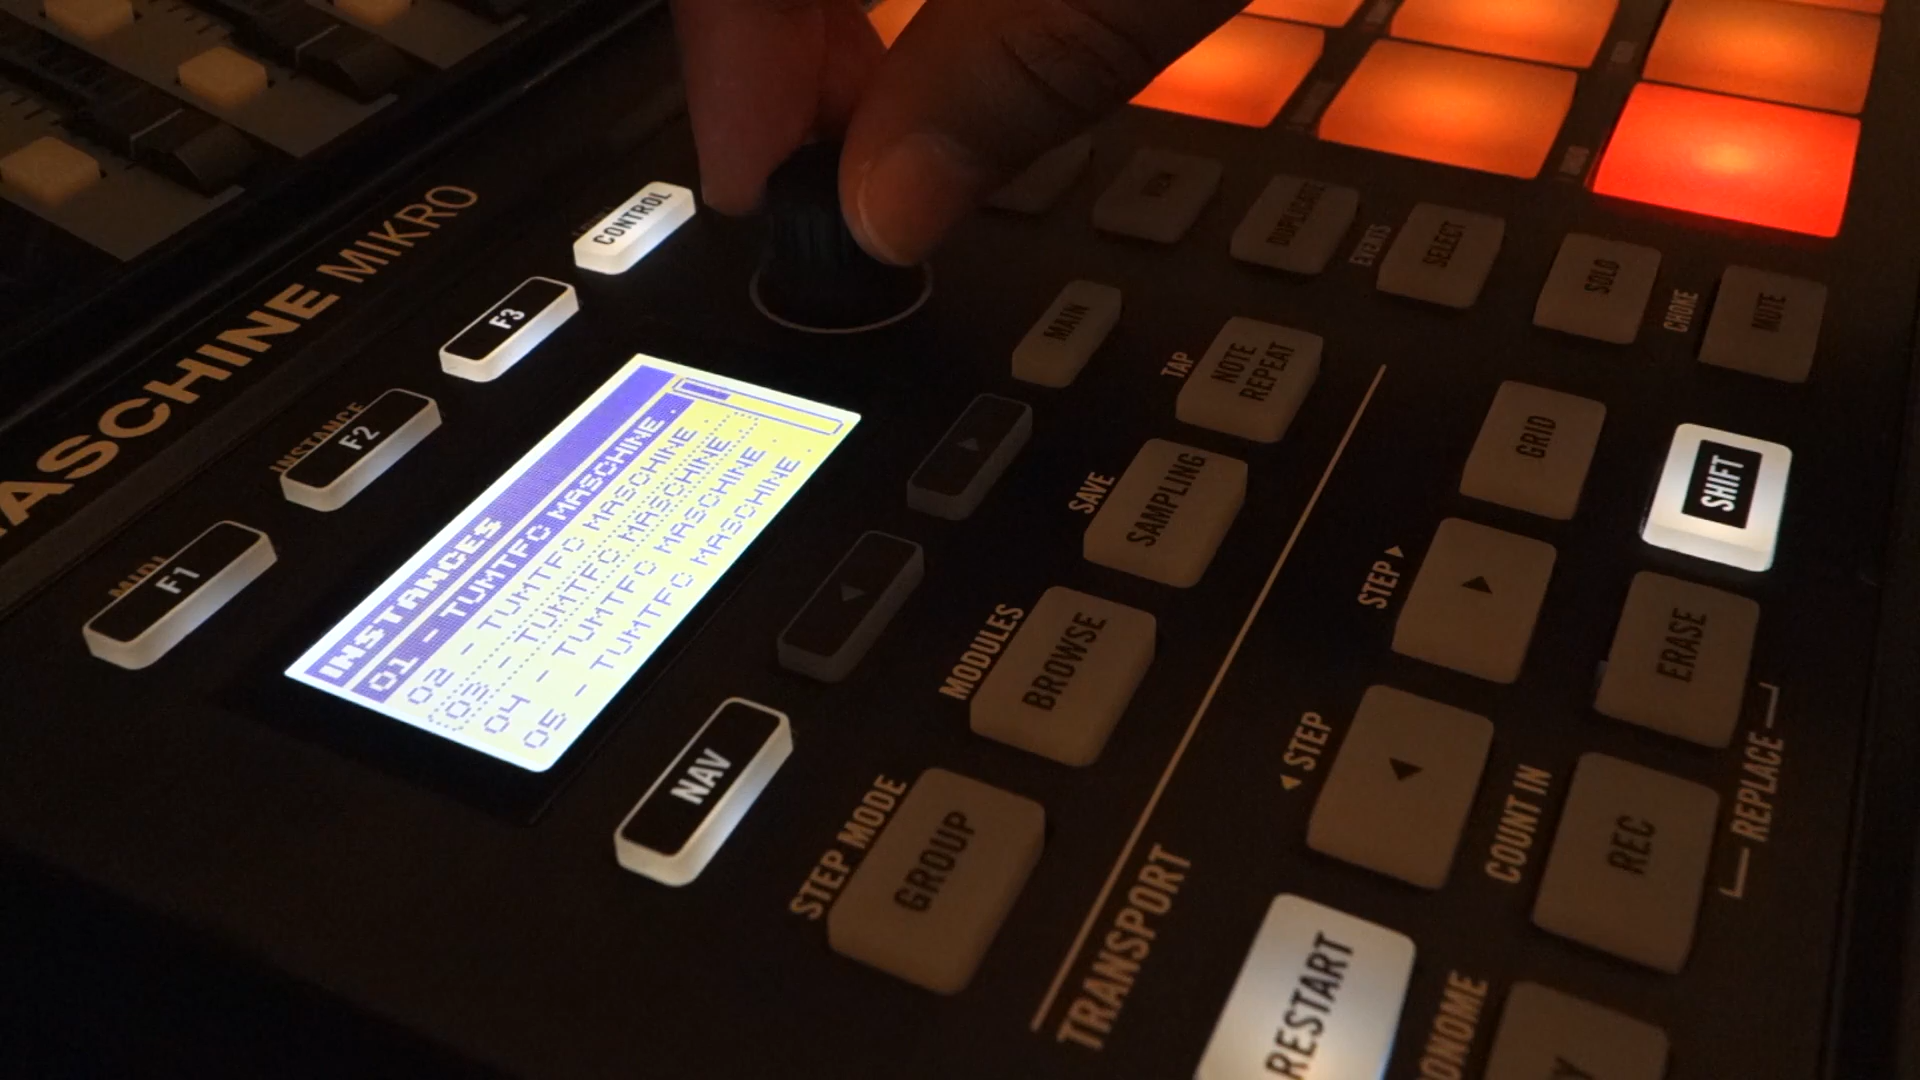 MASCHINE MIKRO
CONTROL
F3
INSTANCE
F2
MIDI
F1
INSTANCES
01 - TUMTFC MASCHINE.
02 - TUMTFC MASCHINE.
03 - TUMTFC MASCHINE
04 - TUMTFC MASCHINE.
05 - TUMTFC MASCHINE.
NAV
MAIN
TAP
NOTE
REPEAT
SAVE
SAMPLING
MODULES
BROWSE
STEP MODE
GROUP
TRANSPORT
DUPLICATE
EVENTS
SELECT
SOLO
CHOKE
MUTE
GRID
SHIFT
STEP ▶
ERASE
◀ STEP
REPLACE
COUNT IN
REC
RESTART